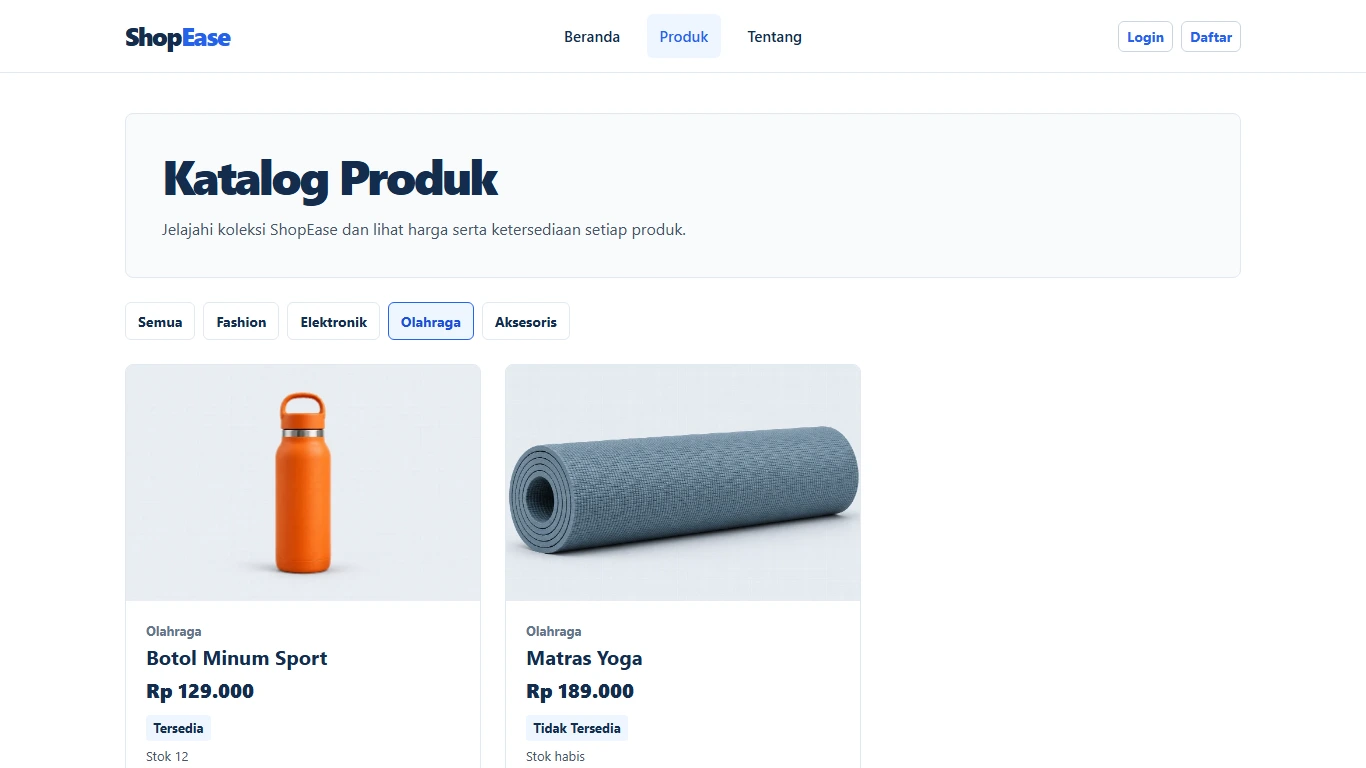 ShopEase
Beranda
Produk
Tentang
Login
Daftar
Katalog Produk
Jelajahi koleksi ShopEase dan lihat harga serta ketersediaan setiap produk.
Semua
Fashion
Elektronik
Olahraga
Aksesoris
Olahraga
Botol Minum Sport
Rp 129.000
Tersedia
Stok 12
Olahraga
Matras Yoga
Rp 189.000
Tidak Tersedia
Stok habis